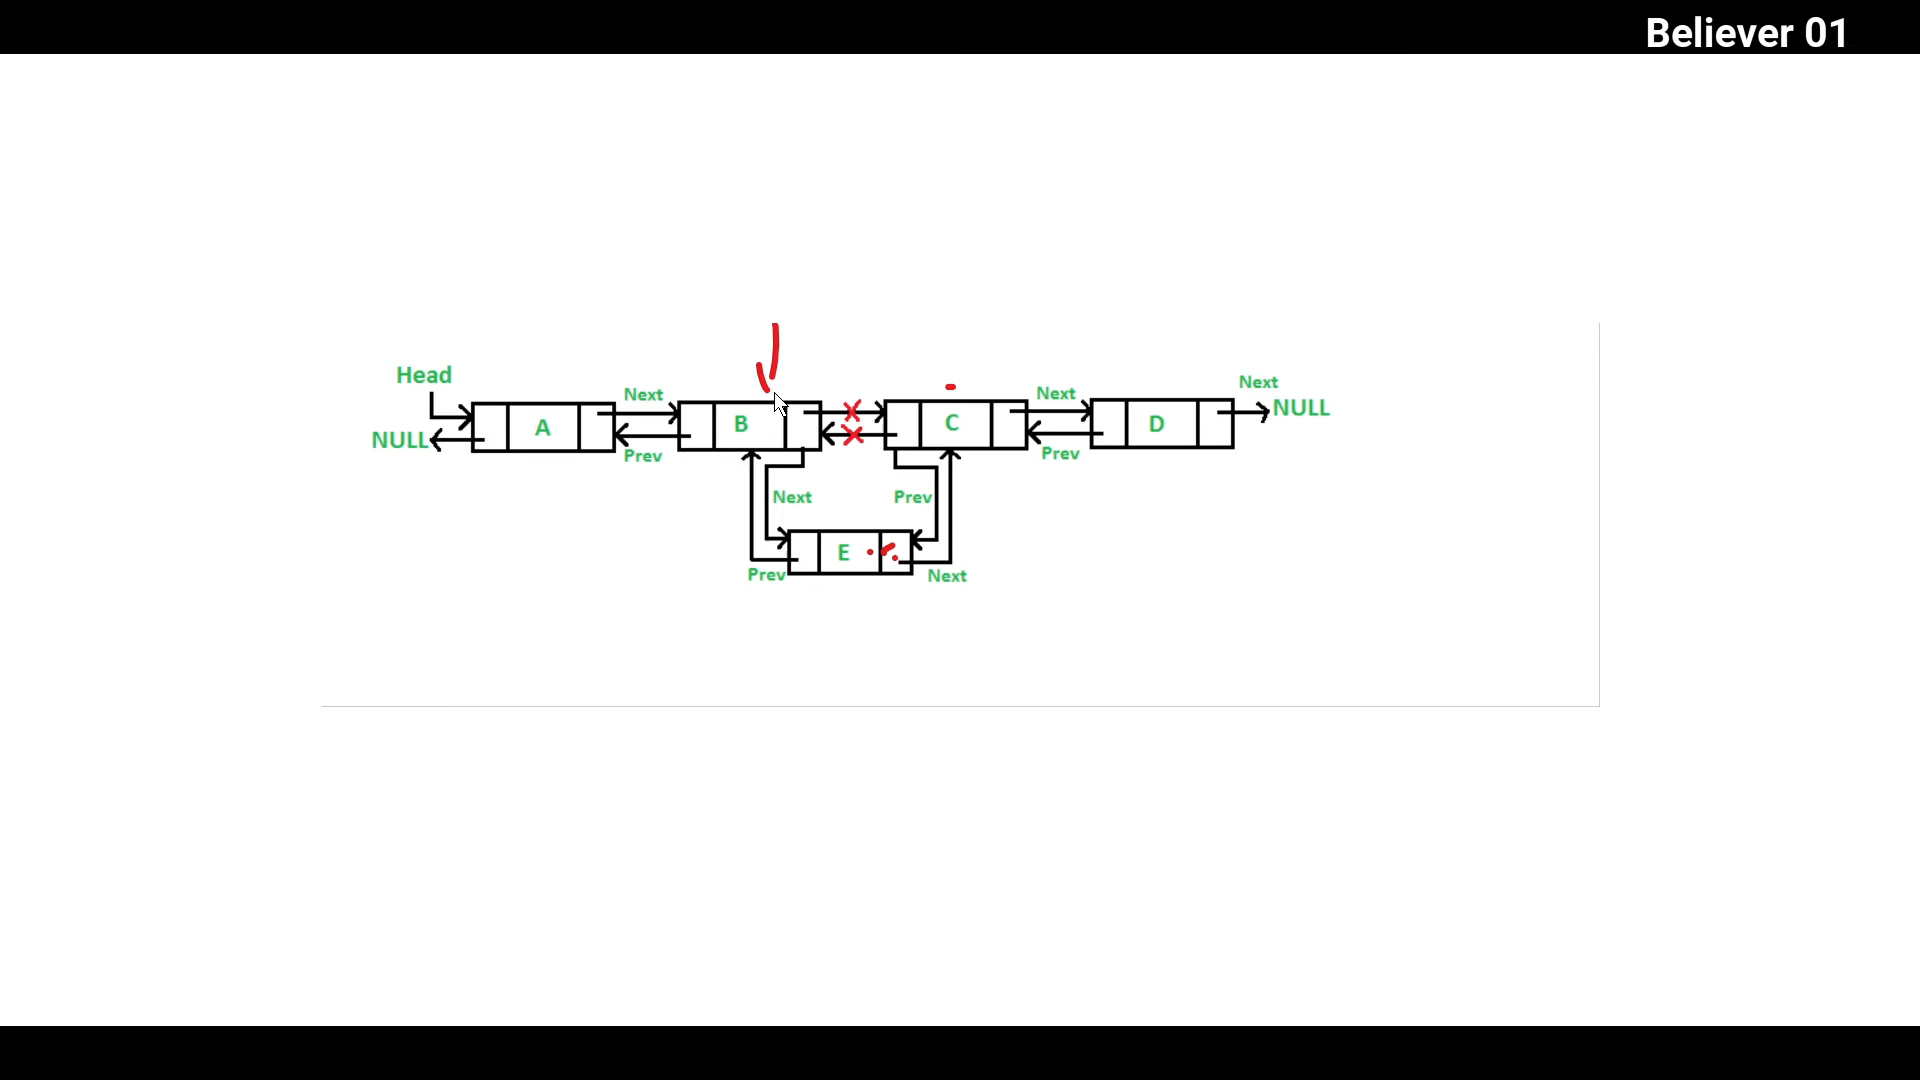 Believer 01
Head
Next
Next
Next
NULL
NULL
A
B
C
D
Prev
Prev
Next
Prev
E
Prev
Next